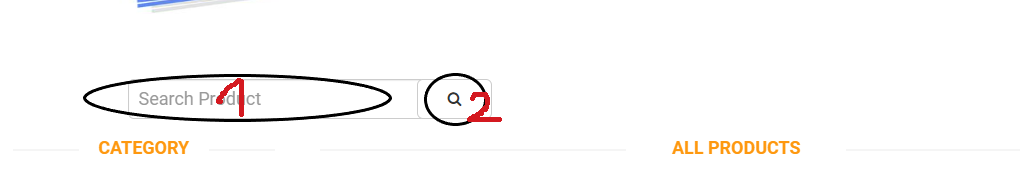 Search Product
1
2
CATEGORY
ALL PRODUCTS